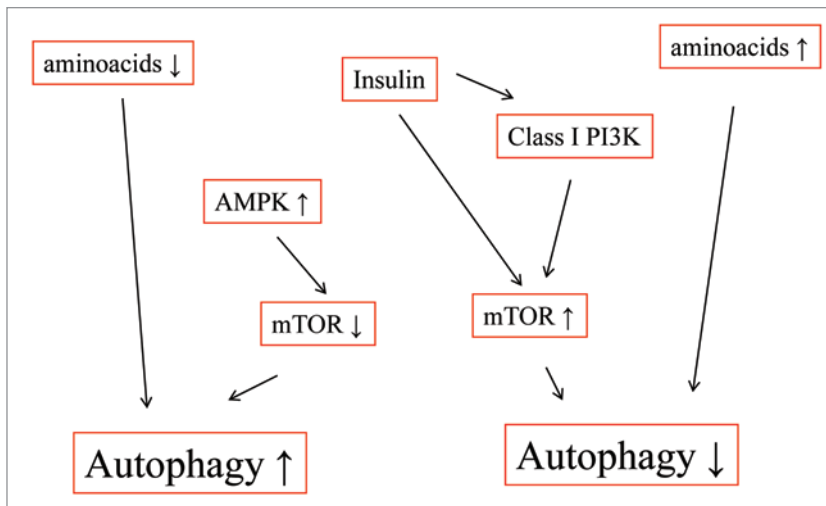 aminoacids ↓
Insulin
aminoacids ↑
Class I PI3K
AMPK ↑
mTOR ↓
mTOR ↑
Autophagy ↑
Autophagy ↓